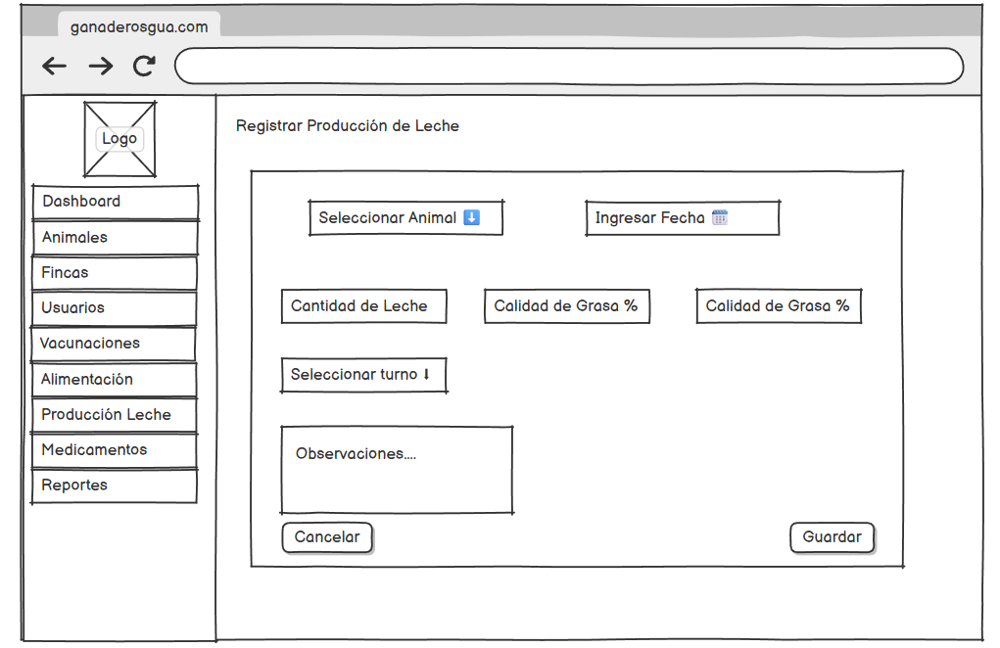 ganaderosgua.com
Logo
Dashboard
Animales
Fincas
Usuarios
Vacunaciones
Alimentación
Producción Leche
Medicamentos
Reportes
Registrar Producción de Leche
Seleccionar Animal ⬇️
Ingresar Fecha 🗓️
Cantidad de Leche
Calidad de Grasa %
Calidad de Grasa %
Seleccionar turno ⬇
Observaciones....
Cancelar
Guardar